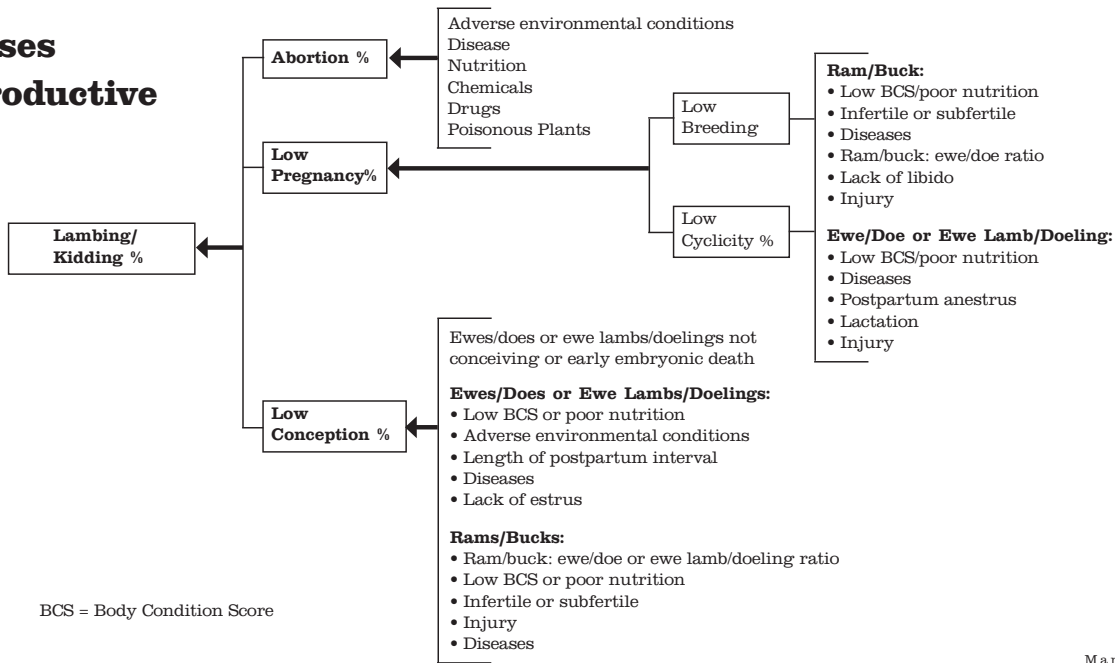 ses
roductive
Abortion %
Adverse environmental conditions
Disease
Nutrition
Chemicals
Drugs
Poisonous Plants
Low
Pregnancy%
Low
Breeding
Low
Cyclicity %
Ram/Buck:
• Low BCS/poor nutrition
• Infertile or subfertile
• Diseases
• Ram/buck: ewe/doe ratio
• Lack of libido
• Injury
Ewe/Doe or Ewe Lamb/Doeling:
• Low BCS/poor nutrition
• Diseases
• Postpartum anestrus
• Lactation
• Injury
Lambing/
Kidding %
Low
Conception %
Ewes/does or ewe lambs/doelings not
conceiving or early embryonic death
Ewes/Does or Ewe Lambs/Doelings:
• Low BCS or poor nutrition
• Adverse environmental conditions
• Length of postpartum interval
• Diseases
• Lack of estrus
Rams/Bucks:
• Ram/buck: ewe/doe or ewe lamb/doeling ratio
• Low BCS or poor nutrition
• Infertile or subfertile
• Injury
• Diseases
BCS = Body Condition Score